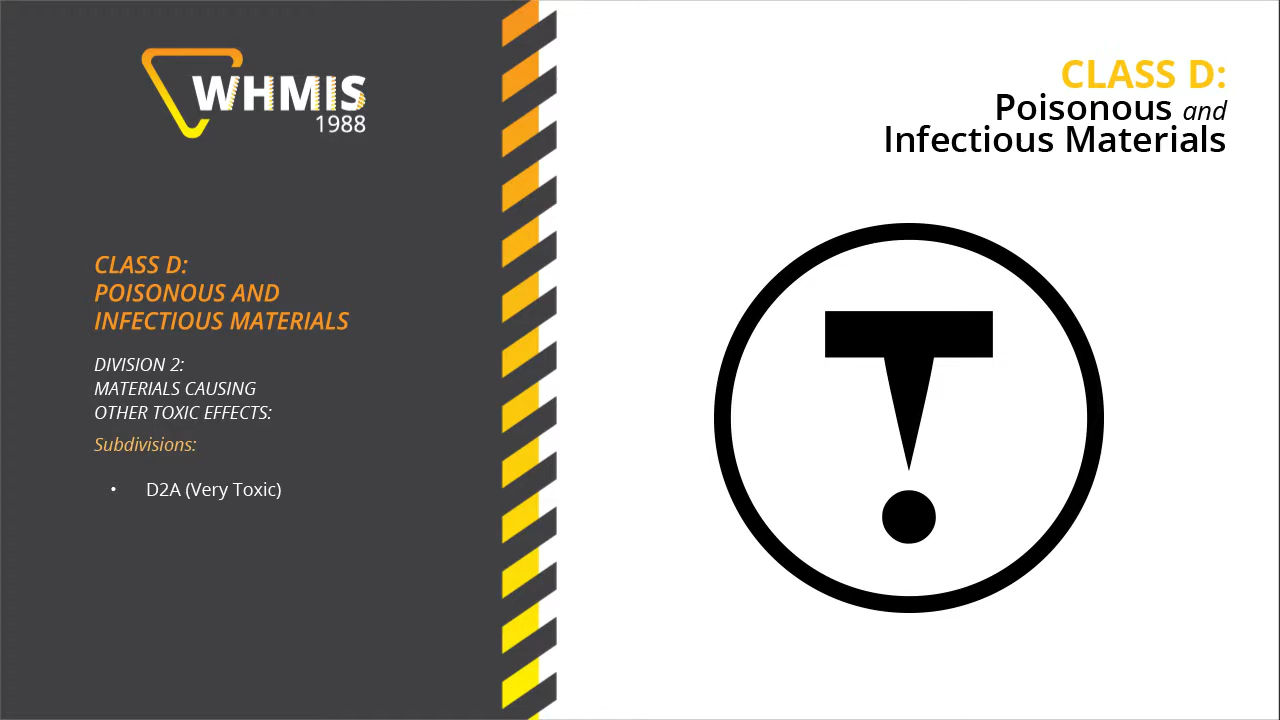 WHMIS
1988
CLASS D:
POISONOUS AND
INFECTIOUS MATERIALS
DIVISION 2:
MATERIALS CAUSING
OTHER TOXIC EFFECTS:
Subdivisions:
• D2A (Very Toxic)
CLASS D:
Poisonous and
Infectious Materials